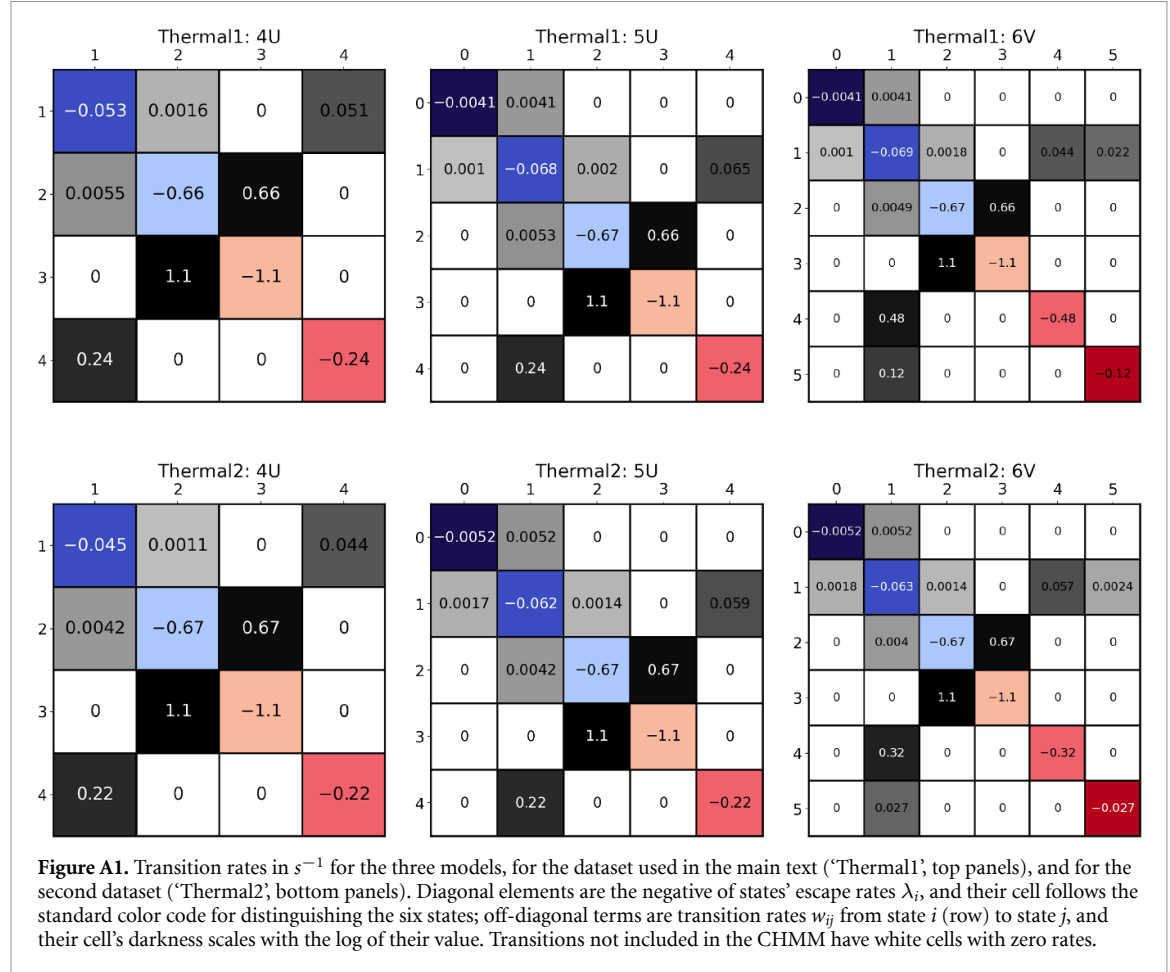 Thermal1: 4U
1 2 3 4
1 −0.053 0.0016 0 0.051
2 0.0055 −0.66 0.66 0
3 0 1.1 −1.1 0
4 0.24 0 0 −0.24
Thermal1: 5U
0 1 2 3 4
0 −0.0041 0.0041 0 0 0
1 0.001 −0.068 0.002 0 0.065
2 0 0.0053 −0.67 0.66 0
3 0 0 1.1 −1.1 0
4 0 0.24 0 0 −0.24
Thermal1: 6V
0 1 2 3 4 5
0 −0.0041 0.0041 0 0 0 0
1 0.001 −0.069 0.0018 0 0.044 0.022
2 0 0.0049 −0.67 0.66 0 0
3 0 0 1.1 −1.1 0 0
4 0 0.48 0 0 −0.48 0
5 0 0.12 0 0 0 −0.12
Thermal2: 4U
1 2 3 4
1 −0.045 0.0011 0 0.044
2 0.0042 −0.67 0.67 0
3 0 1.1 −1.1 0
4 0.22 0 0 −0.22
Thermal2: 5U
0 1 2 3 4
0 −0.0052 0.0052 0 0 0
1 0.0017 −0.062 0.0014 0 0.059
2 0 0.0042 −0.67 0.67 0
3 0 0 1.1 −1.1 0
4 0 0.22 0 0 −0.22
Thermal2: 6V
0 1 2 3 4 5
0 −0.0052 0.0052 0 0 0 0
1 0.0018 −0.063 0.0014 0 0.057 0.0024
2 0 0.004 −0.67 0.67 0 0
3 0 0 1.1 −1.1 0 0
4 0 0.32 0 0 −0.32 0
5 0 0.027 0 0 0 −0.027
Figure A1. Transition rates in s⁻¹ for the three models, for the dataset used in the main text (‘Thermal1’, top panels), and for the
second dataset (‘Thermal2’, bottom panels). Diagonal elements are the negative of states’ escape rates λᵢ, and their cell follows the
standard color code for distinguishing the six states; off-diagonal terms are transition rates wᵢⱼ from state i (row) to state j, and
their cell’s darkness scales with the log of their value. Transitions not included in the CHMM have white cells with zero rates.